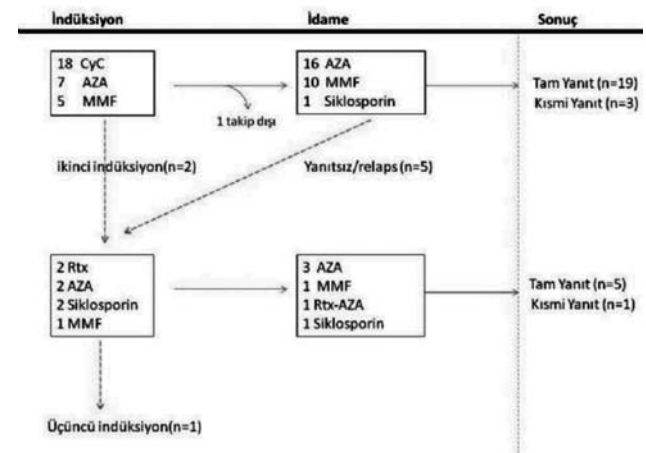 İndüksiyon
İdame
Sonuç
18 CyC
7 AZA
5 MMF
16 AZA
10 MMF
1 Siklosporin
1 takip dışı
Tam Yanıt (n=19)
Kısmi Yanıt (n=3)
ikinci indüksiyon(n=2)
Yanıtsız/relaps(n=5)
2 Rtx
2 AZA
2 Siklosporin
1 MMF
3 AZA
1 MMF
1 Rtx-AZA
1 Siklosporin
Tam Yanıt (n=5)
Kısmi Yanıt (n=1)
Üçüncü indüksiyon(n=1)